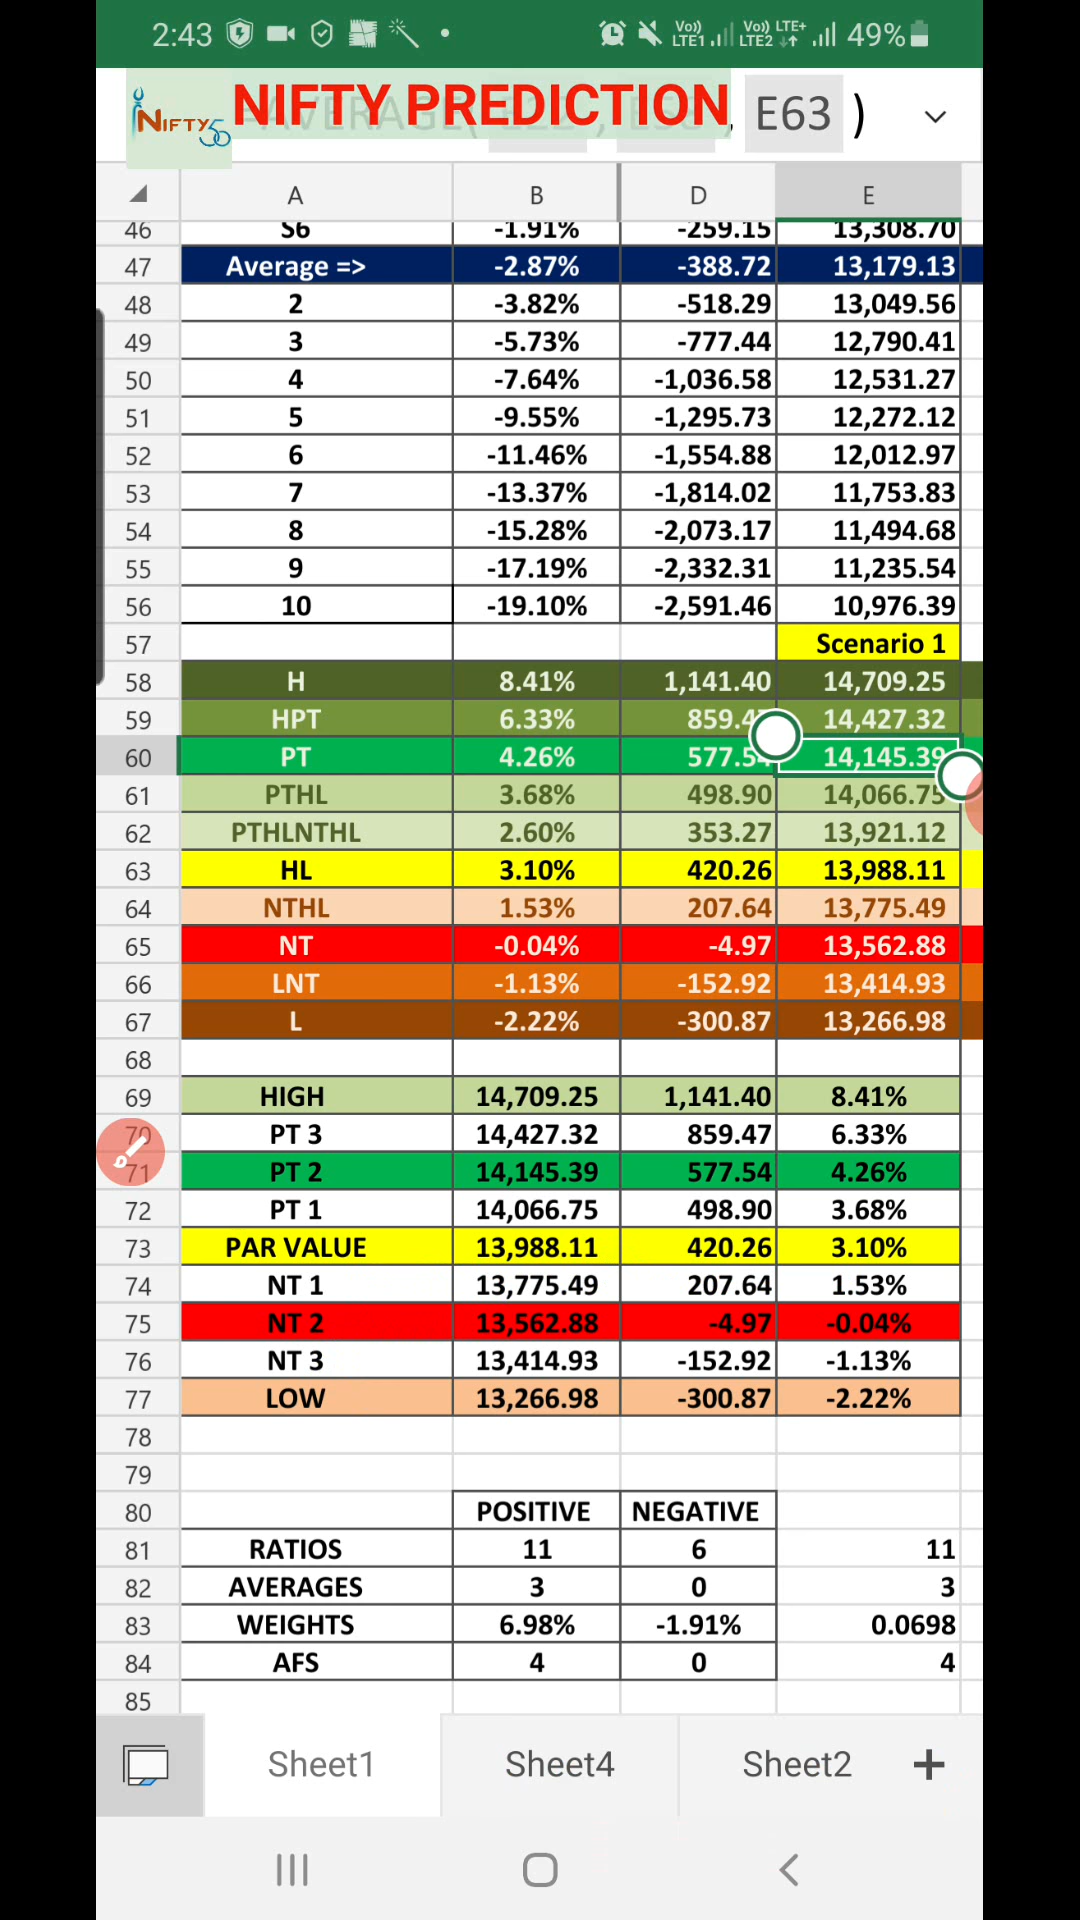 2:43 Vo)) LTE1 Vo)) LTE+ LTE2 49%
NIFTY50 NIFTY PREDICTION , E63 )
A B D E
46 S6 -1.91% -259.15 13,308.70
47 Average => -2.87% -388.72 13,179.13
48 2 -3.82% -518.29 13,049.56
49 3 -5.73% -777.44 12,790.41
50 4 -7.64% -1,036.58 12,531.27
51 5 -9.55% -1,295.73 12,272.12
52 6 -11.46% -1,554.88 12,012.97
53 7 -13.37% -1,814.02 11,753.83
54 8 -15.28% -2,073.17 11,494.68
55 9 -17.19% -2,332.31 11,235.54
56 10 -19.10% -2,591.46 10,976.39
57 Scenario 1
58 H 8.41% 1,141.40 14,709.25
59 HPT 6.33% 859.47 14,427.32
60 PT 4.26% 577.54 14,145.39
61 PTHL 3.68% 498.90 14,066.75
62 PTHLNTHL 2.60% 353.27 13,921.12
63 HL 3.10% 420.26 13,988.11
64 NTHL 1.53% 207.64 13,775.49
65 NT -0.04% -4.97 13,562.88
66 LNT -1.13% -152.92 13,414.93
67 L -2.22% -300.87 13,266.98
68
69 HIGH 14,709.25 1,141.40 8.41%
70 PT 3 14,427.32 859.47 6.33%
71 PT 2 14,145.39 577.54 4.26%
72 PT 1 14,066.75 498.90 3.68%
73 PAR VALUE 13,988.11 420.26 3.10%
74 NT 1 13,775.49 207.64 1.53%
75 NT 2 13,562.88 -4.97 -0.04%
76 NT 3 13,414.93 -152.92 -1.13%
77 LOW 13,266.98 -300.87 -2.22%
78
79
80 POSITIVE NEGATIVE
81 RATIOS 11 6 11
82 AVERAGES 3 0 3
83 WEIGHTS 6.98% -1.91% 0.0698
84 AFS 4 0 4
85
Sheet1 Sheet4 Sheet2 +